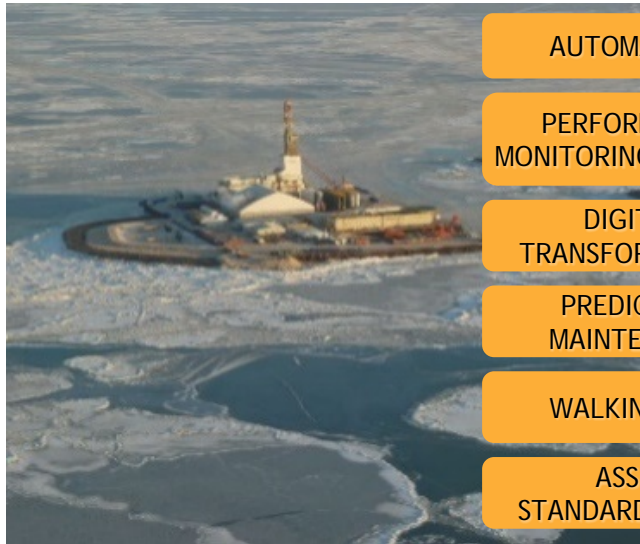 AUTOM
PERFOR
MONITORING
DIGIT
TRANSFOR
PREDIC
MAINTE
WALKIN
ASS
STANDARD